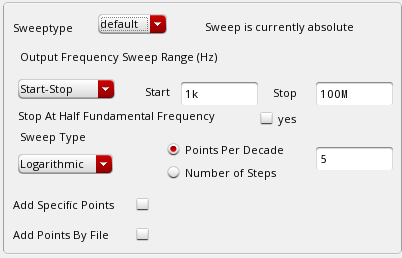 Sweeptype default Sweep is currently absolute
Output Frequency Sweep Range (Hz)
Start-Stop Start 1k Stop 100M
Stop At Half Fundamental Frequency yes
Sweep Type
Logarithmic Points Per Decade 5
Number of Steps
Add Specific Points
Add Points By File